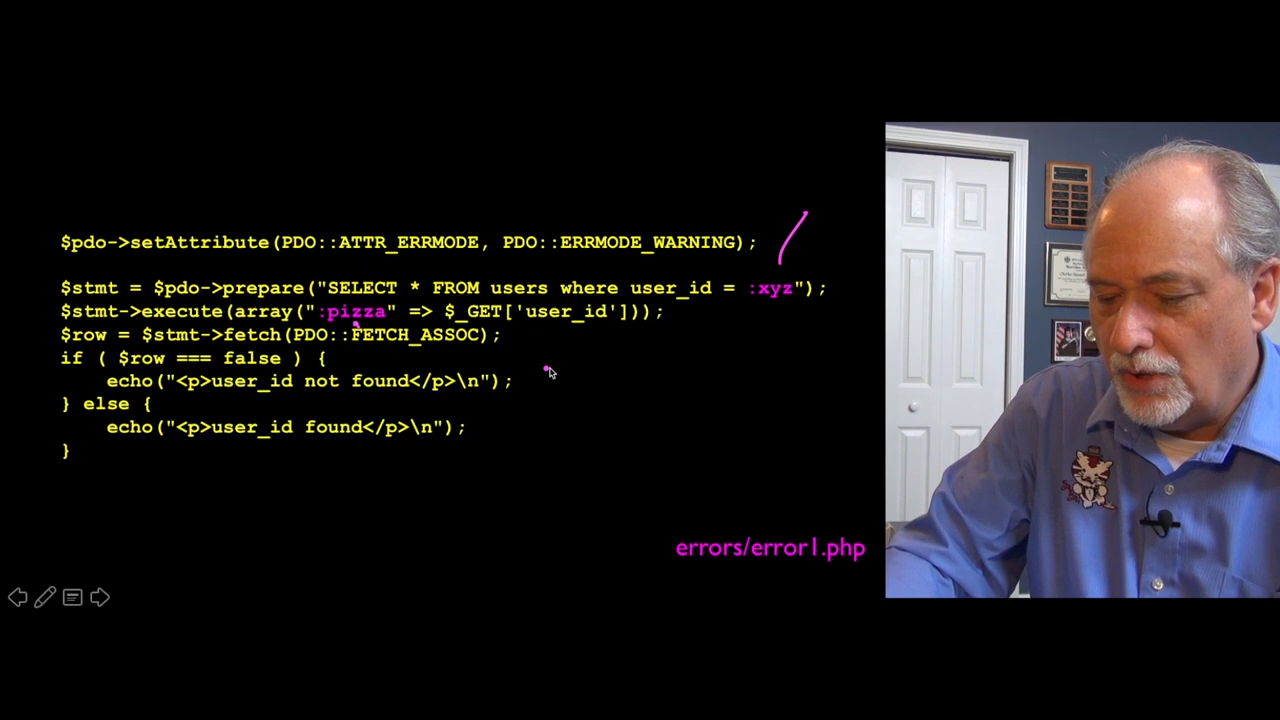 $pdo->setAttribute(PDO::ATTR_ERRMODE, PDO::ERRMODE_WARNING);
$stmt = $pdo->prepare("SELECT * FROM users where user_id = :xyz");
$stmt->execute(array(":pizza" => $_GET['user_id']));
$row = $stmt->fetch(PDO::FETCH_ASSOC);
if ( $row === false ) {
    echo("<p>user_id not found</p>\n");
} else {
    echo("<p>user_id found</p>\n");
}
errors/error1.php